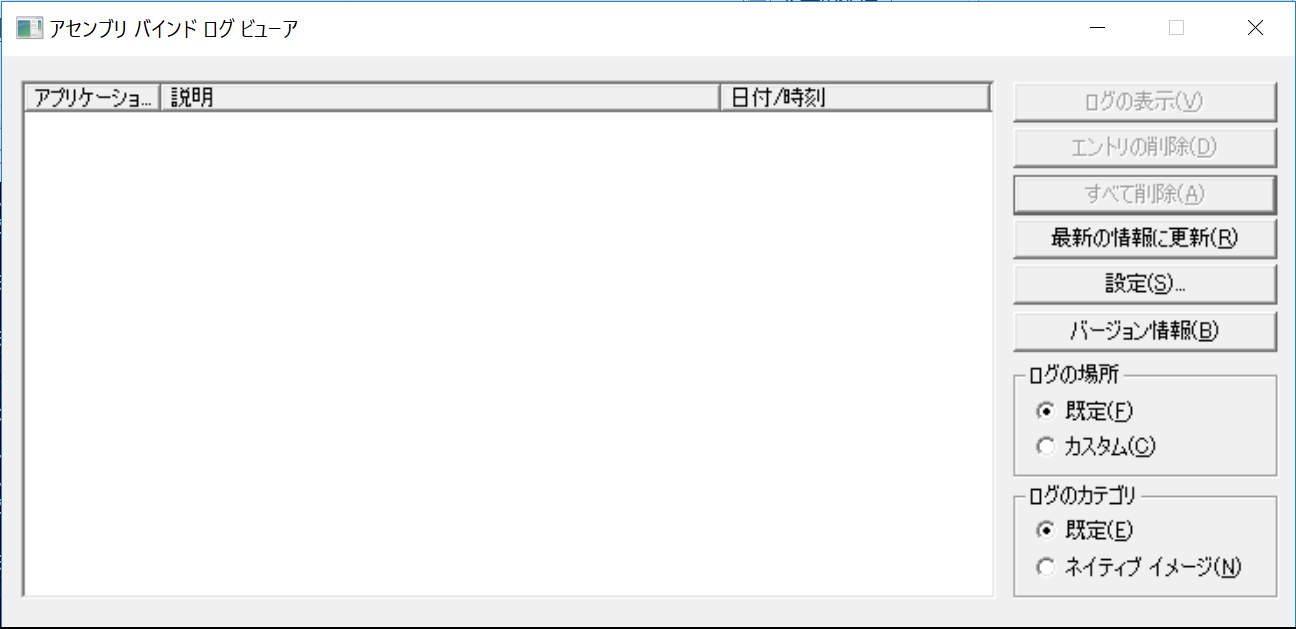 アセンブリ バインド ログ ビューア
アプリケーショ... 説明 日付/時刻
ログの表示(V)
エントリの削除(D)
すべて削除(A)
最新の情報に更新(R)
設定(S)...
バージョン情報(B)
ログの場所
既定(F)
カスタム(C)
ログのカテゴリ
既定(E)
ネイティブ イメージ(N)